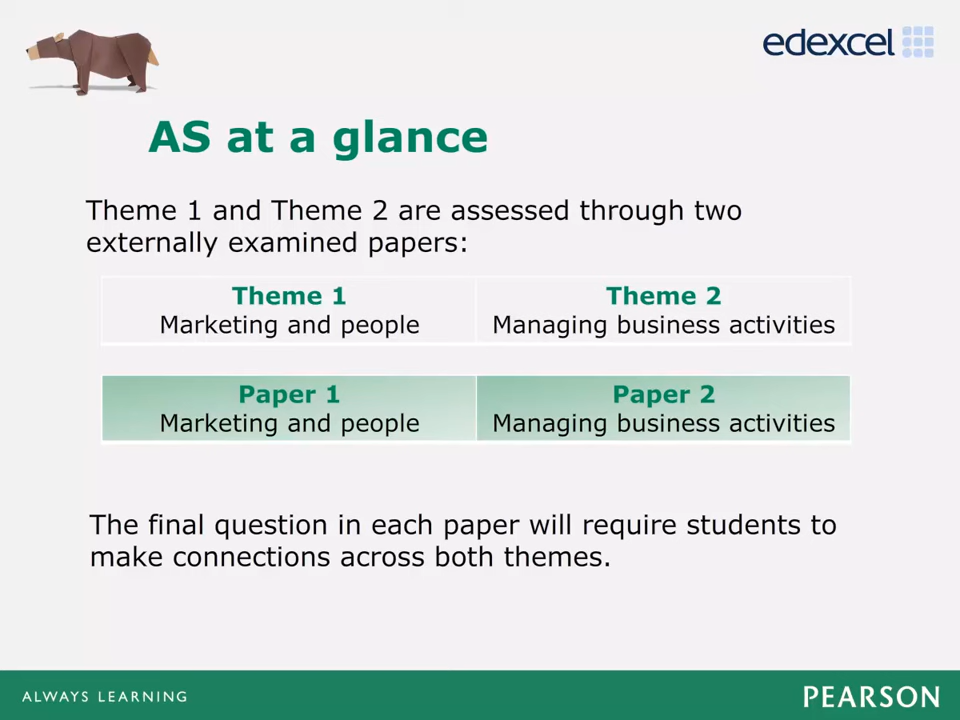 edexcel
AS at a glance
Theme 1 and Theme 2 are assessed through two
externally examined papers:
Theme 1
Marketing and people
Theme 2
Managing business activities
Paper 1
Marketing and people
Paper 2
Managing business activities
The final question in each paper will require students to
make connections across both themes.
ALWAYS LEARNING
PEARSON